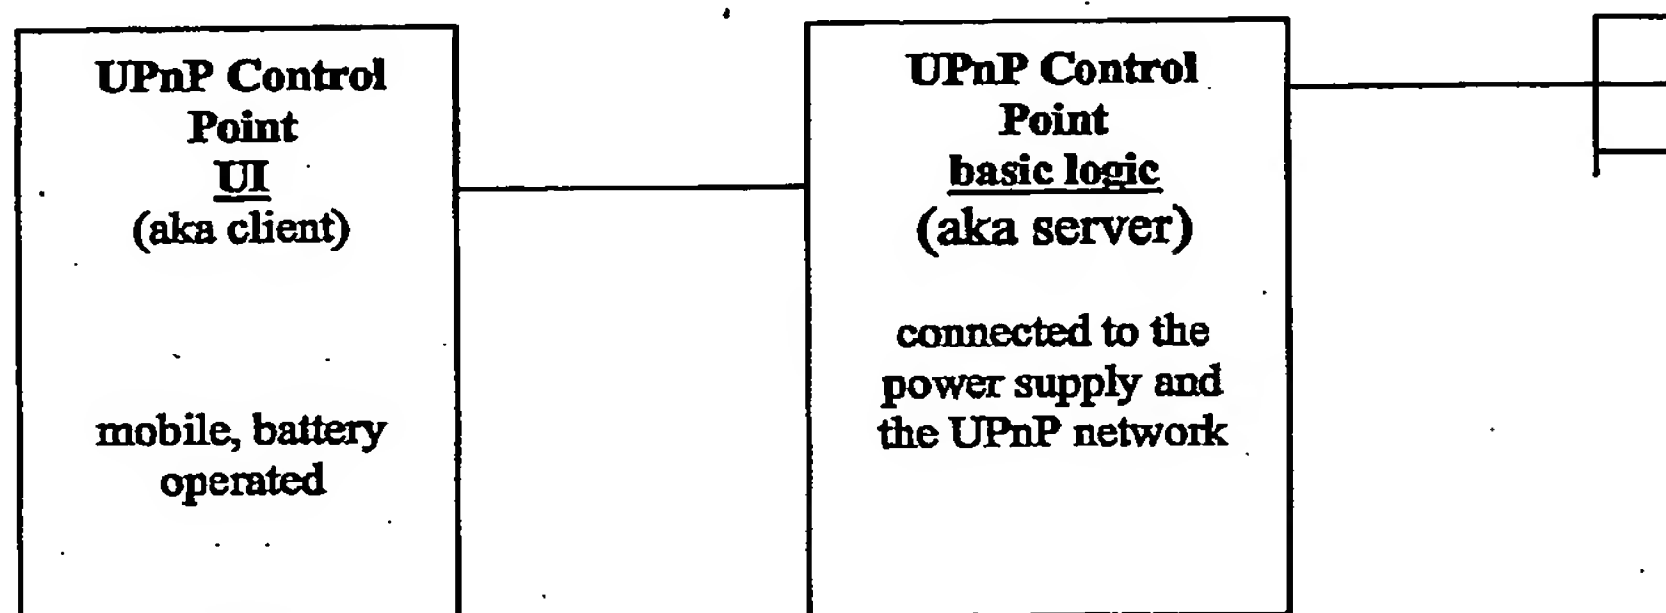 UPnP Control
Point
UI
(aka client)
mobile, battery
operated
UPnP Control
Point
basic logic
(aka server)
connected to the
power supply and
the UPnP network